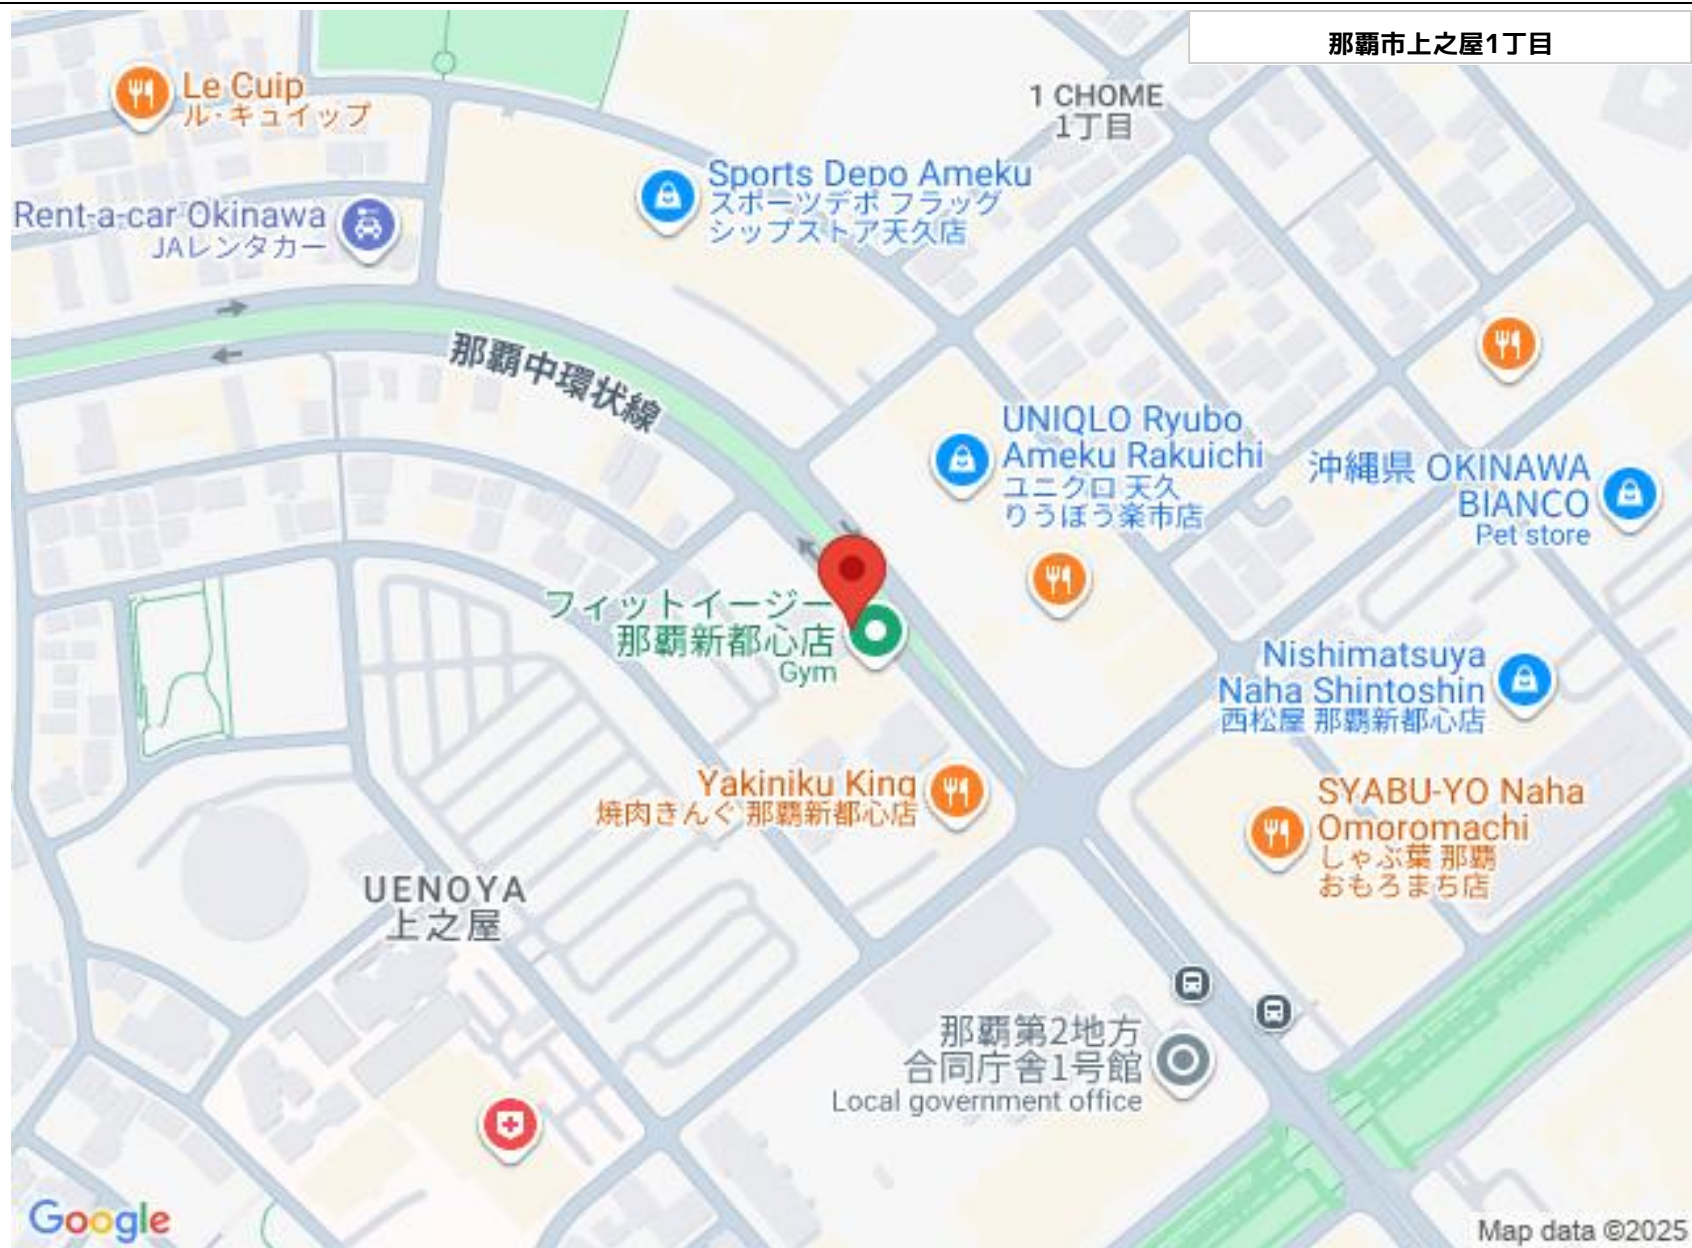 那覇市上之屋1丁目
Le Cuip
ル･キュイップ
1 CHOME
1丁目
Sports Depo Ameku
スポーツデポ フラッグ
シップストア天久店
Rent-a-car Okinawa
JAレンタカー
那覇中環状線
UNIQLO Ryubo
Ameku Rakuichi
ユニクロ 天久
りうぼう楽市店
沖縄県 OKINAWA
BIANCO
Pet store
フィットイージー
那覇新都心店
Gym
Nishimatsuya
Naha Shintoshin
西松屋 那覇新都心店
Yakiniku King
焼肉きんぐ 那覇新都心店
SYABU-YO Naha
Omoromachi
しゃぶ葉 那覇
おもろまち店
UENOYA
上之屋
那覇第2地方
合同庁舎1号館
Local government office
Google
Map data ©2025